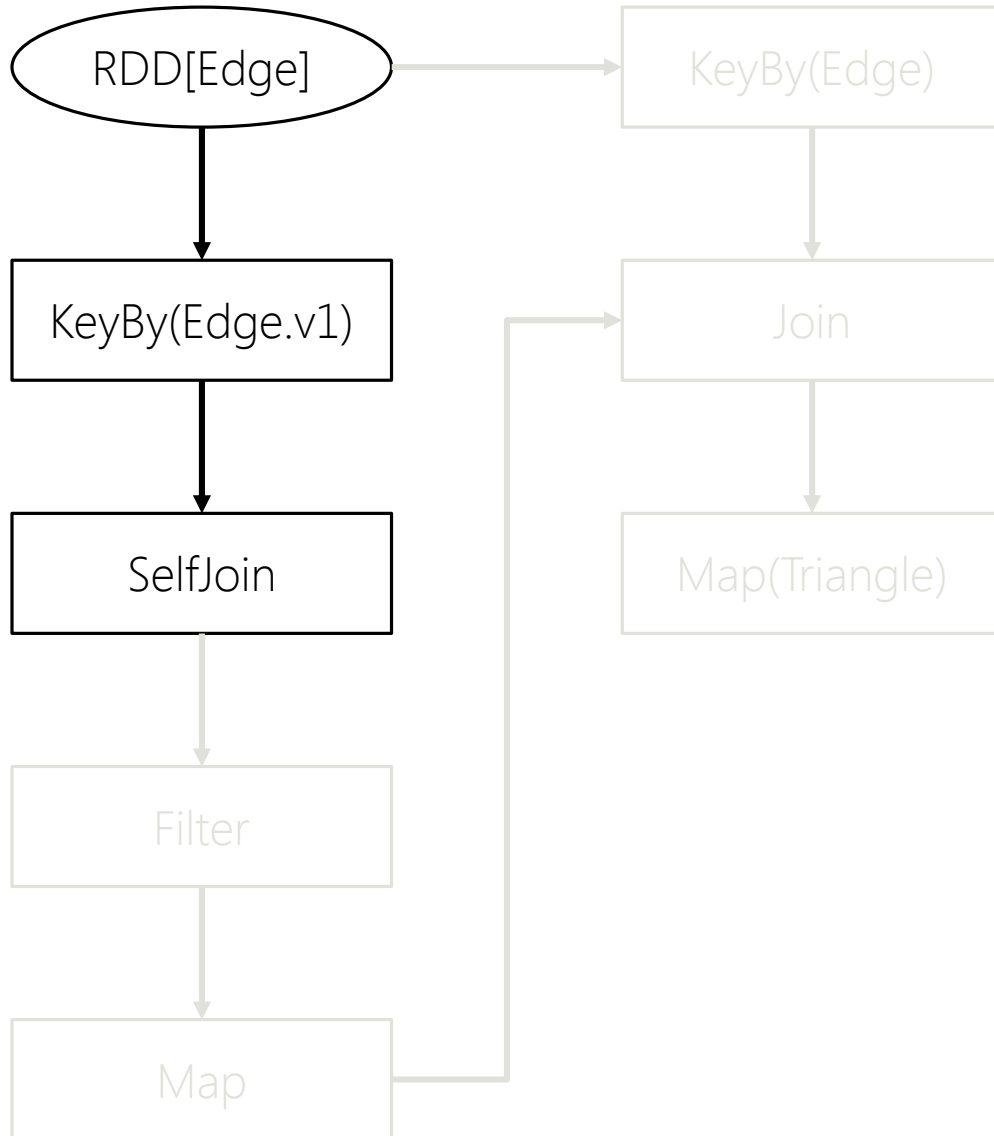 RDD[Edge]
KeyBy(Edge)
KeyBy(Edge.v1)
Join
SelfJoin
Map(Triangle)
Filter
Map